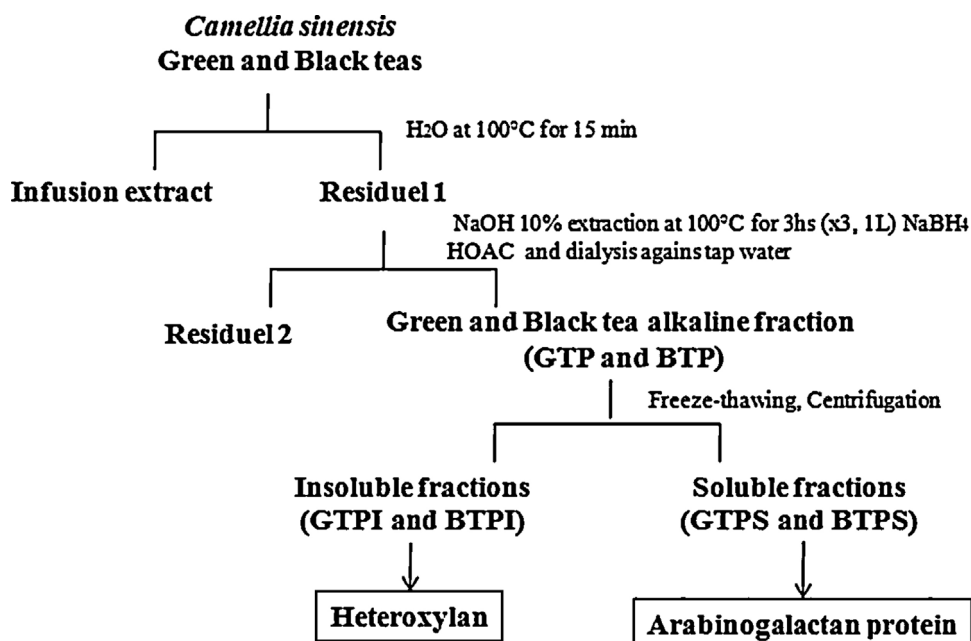 Camellia sinensis
Green and Black teas
H2O at 100°C for 15 min
Infusion extract
Residuel 1
NaOH 10% extraction at 100°C for 3hs (x3, 1L) NaBH4
HOAC and dialysis agains tap water
Residuel 2
Green and Black tea alkaline fraction
(GTP and BTP)
Freeze-thawing, Centrifugation
Insoluble fractions
(GTPI and BTPI)
Soluble fractions
(GTPS and BTPS)
Heteroxylan
Arabinogalactan protein